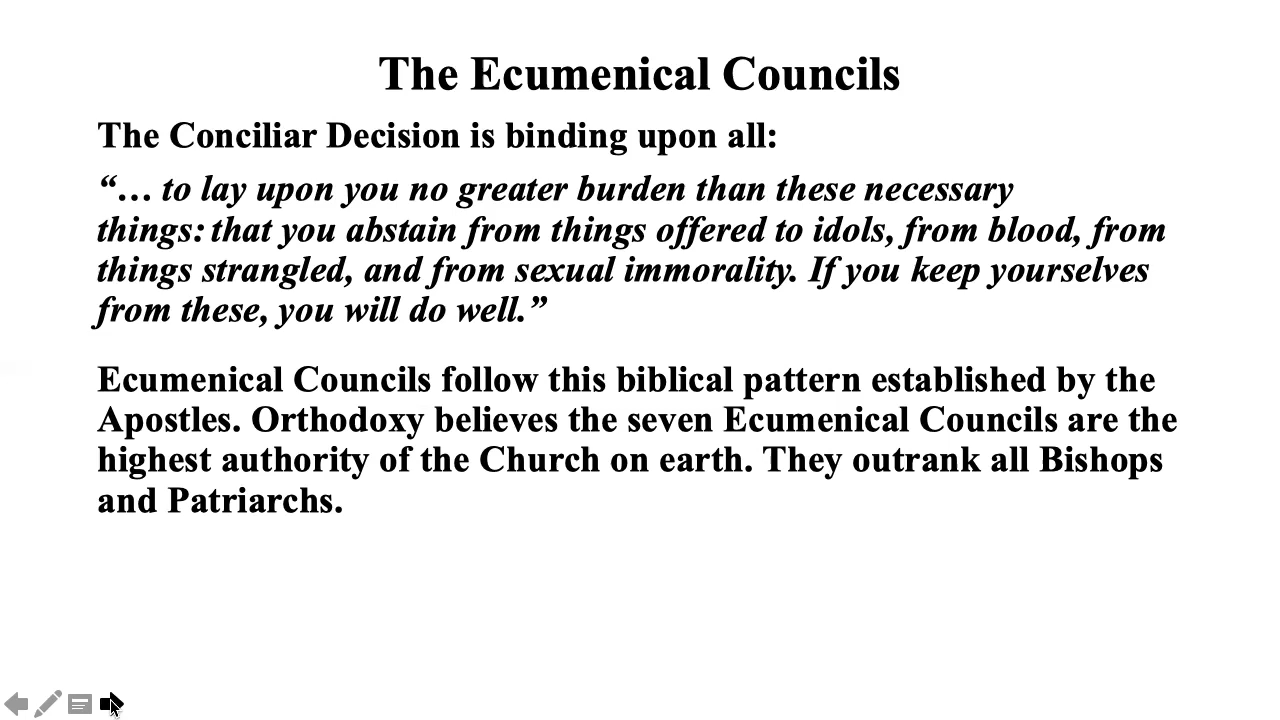 The Ecumenical Councils
The Conciliar Decision is binding upon all:
“… to lay upon you no greater burden than these necessary
things: that you abstain from things offered to idols, from blood, from
things strangled, and from sexual immorality. If you keep yourselves
from these, you will do well.”
Ecumenical Councils follow this biblical pattern established by the
Apostles. Orthodoxy believes the seven Ecumenical Councils are the
highest authority of the Church on earth. They outrank all Bishops
and Patriarchs.